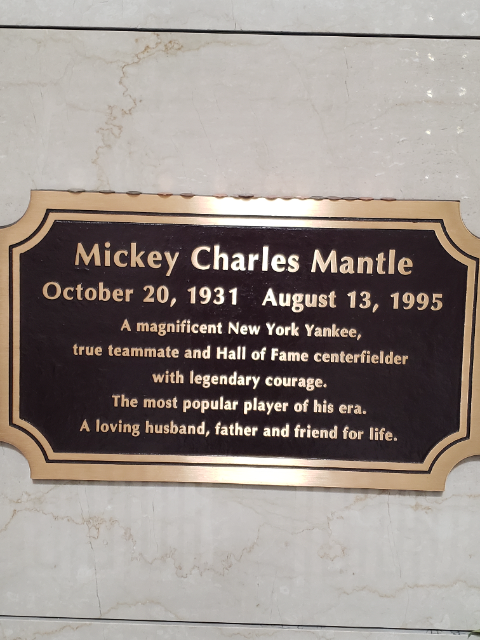 Mickey Charles Mantle
October 20, 1931 August 13, 1995
A magnificent New York Yankee,
true teammate and Hall of Fame centerfielder
with legendary courage.
The most popular player of his era.
A loving husband, father and friend for life.